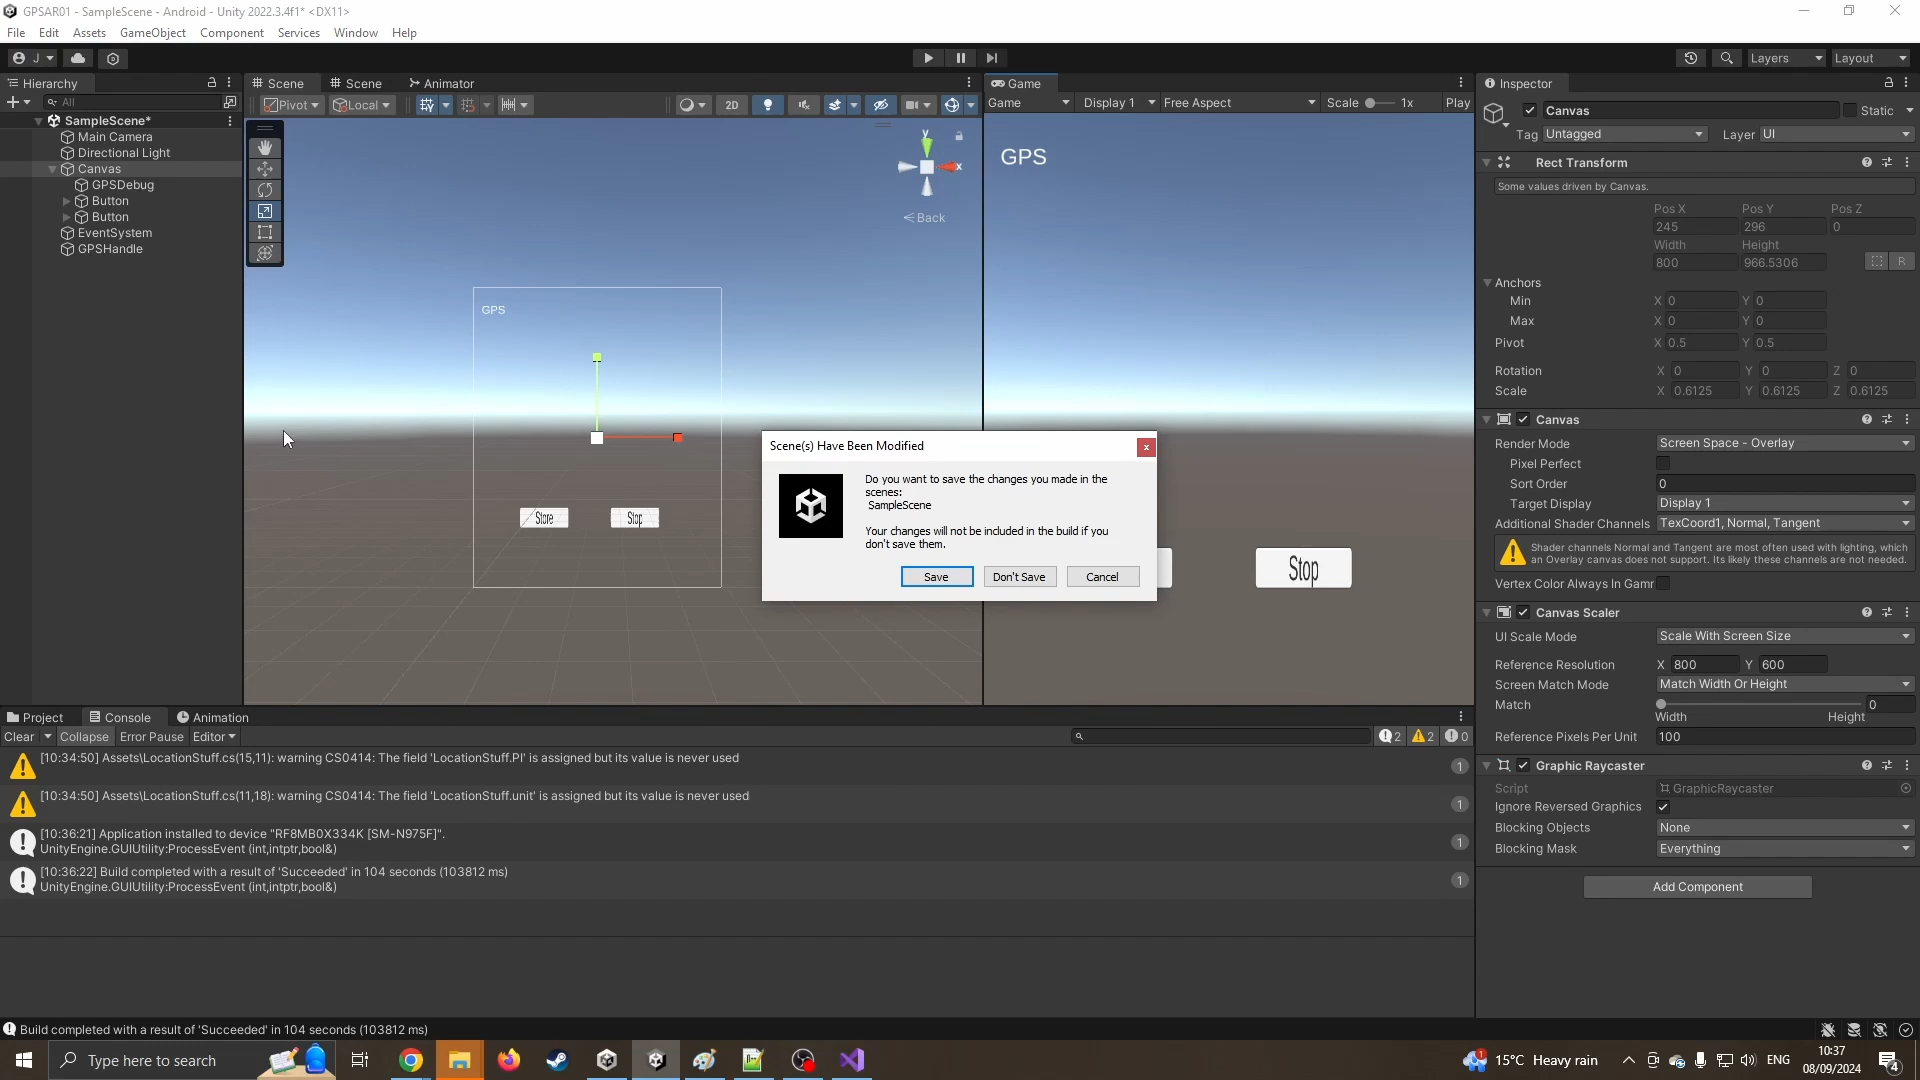 GPSAR01 - SampleScene - Android - Unity 2022.3.4f1* <DX11>
File Edit Assets GameObject Component Services Window Help
J
Layers Layout
Hierarchy
Scene Scene Animator
Game
Inspector
All
Pivot Local 2D
Game Display 1 Free Aspect Scale 1x Play
Canvas Static
Tag Untagged Layer UI
SampleScene*
Main Camera
Directional Light
Canvas
GPSDebug
Button
Button
EventSystem
GPSHandle
y
x
Back
GPS
Store Stop
GPS
Stop
Scene(s) Have Been Modified
x
Do you want to save the changes you made in the
scenes:
SampleScene
Your changes will not be included in the build if you
don't save them.
Save Don't Save Cancel
Rect Transform
Some values driven by Canvas.
Pos X Pos Y Pos Z
245 296 0
Width Height
800 966.5306 R
Anchors
Min X 0 Y 0
Max X 0 Y 0
Pivot X 0.5 Y 0.5
Rotation X 0 Y 0 Z 0
Scale X 0.6125 Y 0.6125 Z 0.6125
Canvas
Render Mode Screen Space - Overlay
Pixel Perfect
Sort Order 0
Target Display Display 1
Additional Shader Channels TexCoord1, Normal, Tangent
Shader channels Normal and Tangent are most often used with lighting, which
an Overlay canvas does not support. Its likely these channels are not needed.
Vertex Color Always In Gamr
Canvas Scaler
UI Scale Mode Scale With Screen Size
Reference Resolution X 800 Y 600
Screen Match Mode Match Width Or Height
Match 0
Width Height
Reference Pixels Per Unit 100
Graphic Raycaster
Script GraphicRaycaster
Ignore Reversed Graphics
Blocking Objects None
Blocking Mask Everything
Add Component
Project Console Animation
Clear Collapse Error Pause Editor 2 2 0
[10:34:50] Assets\LocationStuff.cs(15,11): warning CS0414: The field 'LocationStuff.PI' is assigned but its value is never used
1
[10:34:50] Assets\LocationStuff.cs(11,18): warning CS0414: The field 'LocationStuff.unit' is assigned but its value is never used
1
[10:36:21] Application installed to device "RF8MB0X334K [SM-N975F]".
UnityEngine.GUIUtility:ProcessEvent (int,intptr,bool&)
1
[10:36:22] Build completed with a result of 'Succeeded' in 104 seconds (103812 ms)
UnityEngine.GUIUtility:ProcessEvent (int,intptr,bool&)
1
Build completed with a result of 'Succeeded' in 104 seconds (103812 ms)
Type here to search
1 15°C Heavy rain ENG
10:37
08/09/2024
4